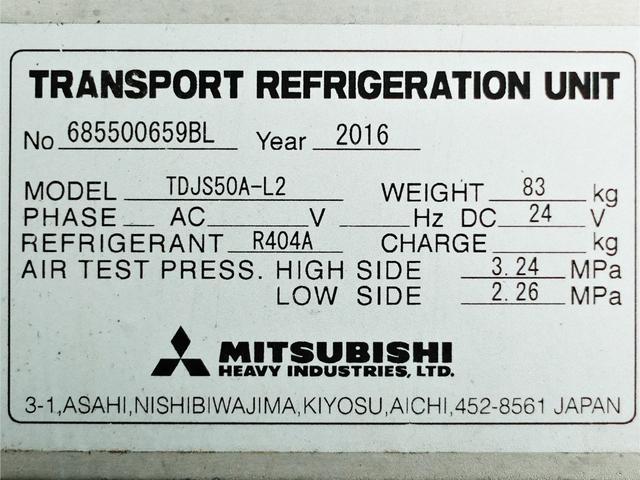 TRANSPORT REFRIGERATION UNIT
No 685500659BL Year 2016
MODEL TDJS50A-L2 WEIGHT 83 kg
PHASE AC V Hz DC 24 V
REFRIGERANT R404A CHARGE kg
AIR TEST PRESS. HIGH SIDE 3.24 MPa
LOW SIDE 2.26 MPa
MITSUBISHI
HEAVY INDUSTRIES, LTD.
3-1,ASAHI,NISHIBIWAJIMA,KIYOSU,AICHI,452-8561 JAPAN